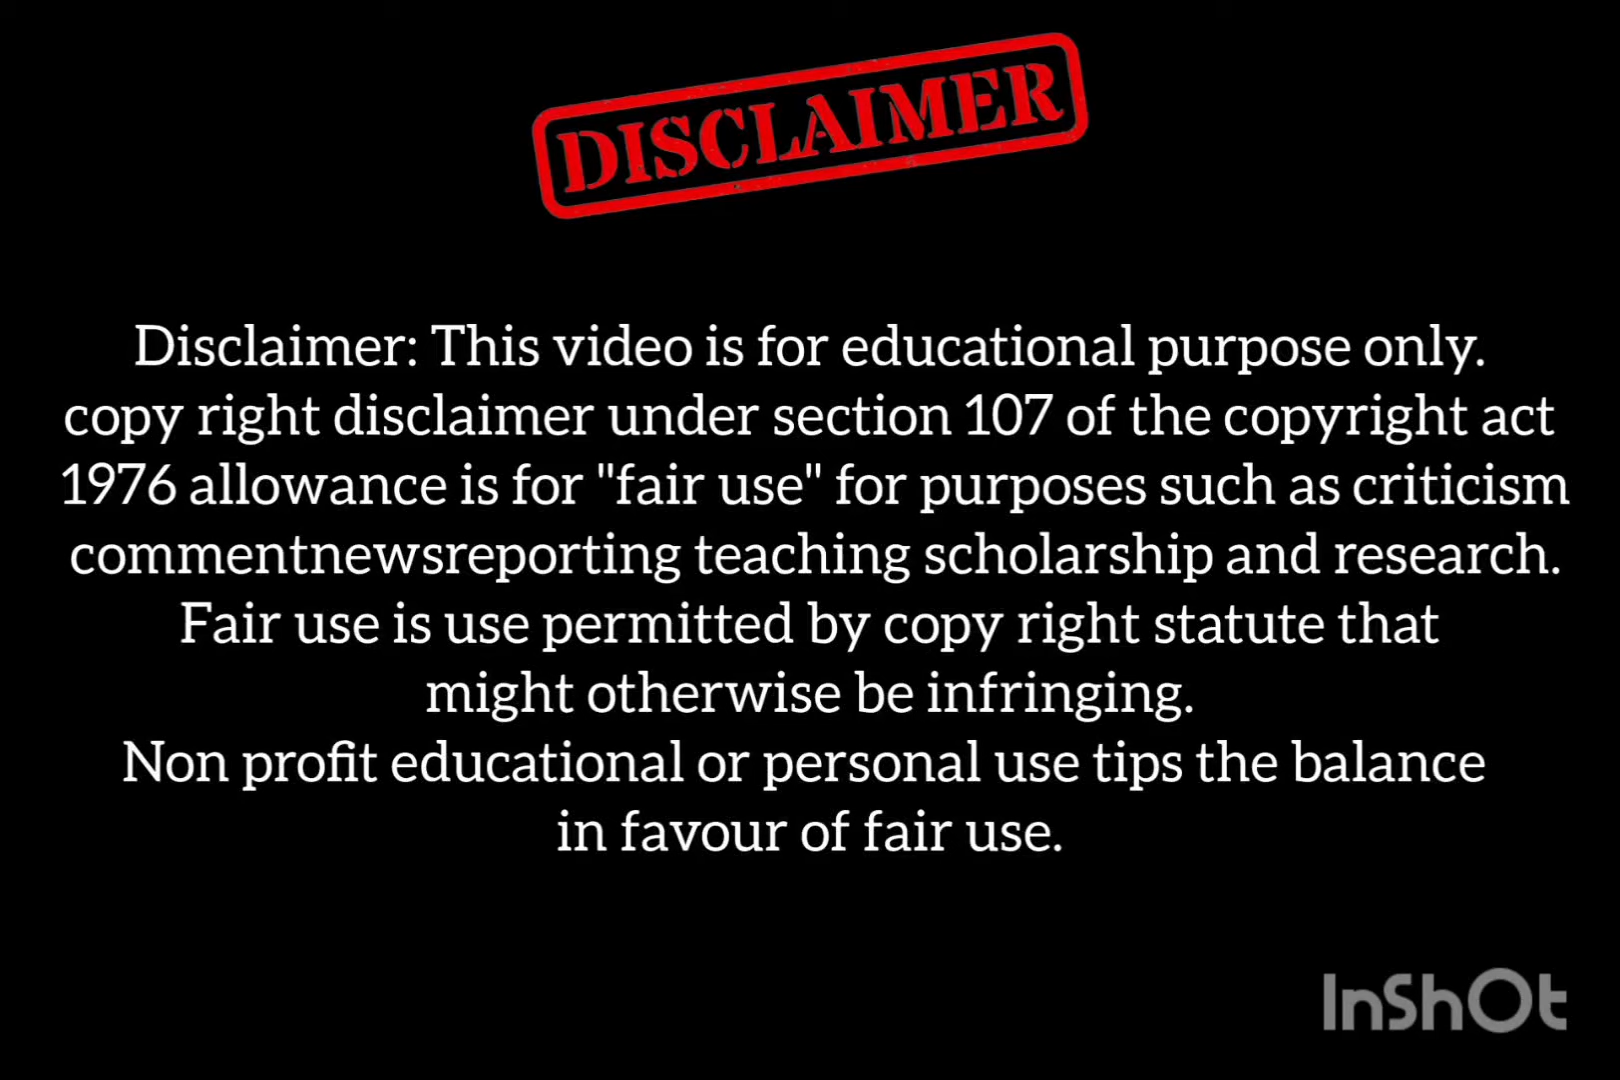 DISCLAIMER
Disclaimer: This video is for educational purpose only.
copy right disclaimer under section 107 of the copyright act
1976 allowance is for "fair use" for purposes such as criticism
commentnewsreporting teaching scholarship and research.
Fair use is use permitted by copy right statute that
might otherwise be infringing.
Non profit educational or personal use tips the balance
in favour of fair use.
InShOt